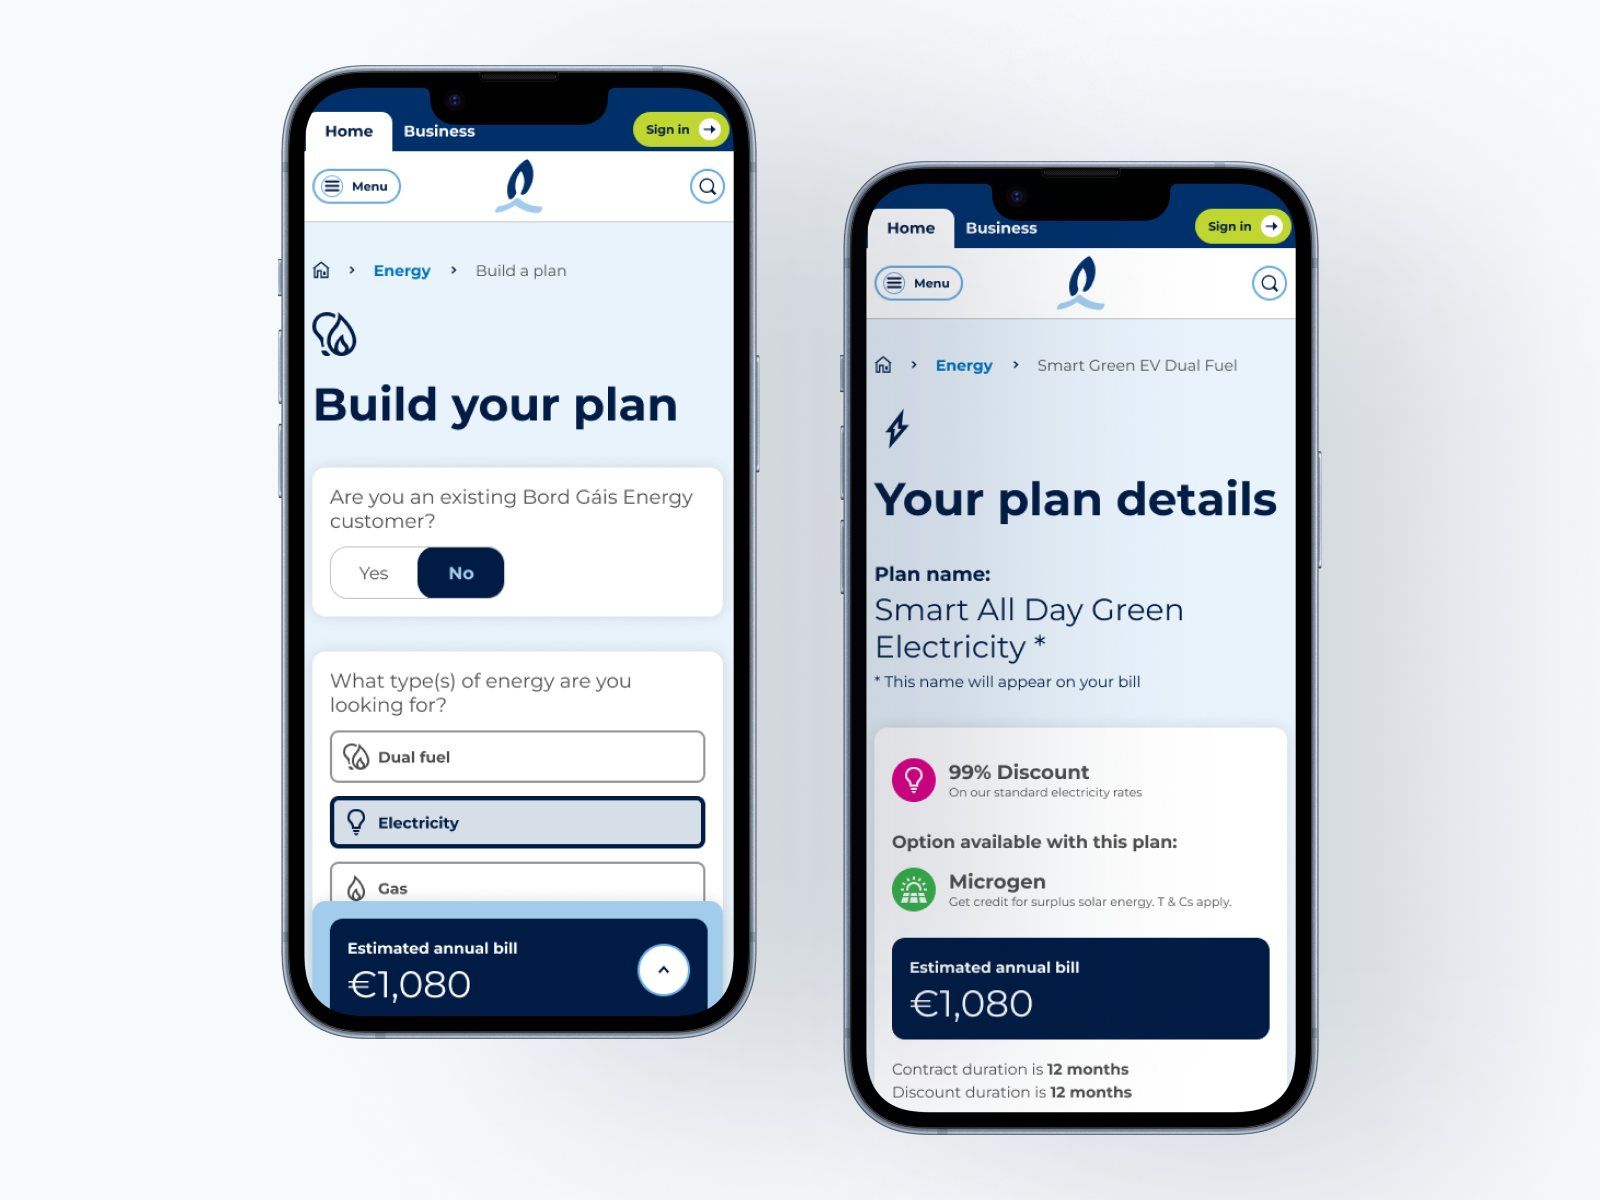 Home
Business
Sign in
Menu
Energy
Build a plan
Build your plan
Are you an existing Bord Gáis Energy
customer?
Yes
No
What type(s) of energy are you
looking for?
Dual fuel
Electricity
Gas
Estimated annual bill
€1,080
Home
Business
Sign in
Menu
Energy
Smart Green EV Dual Fuel
Your plan details
Plan name:
Smart All Day Green
Electricity *
* This name will appear on your bill
99% Discount
On our standard electricity rates
Option available with this plan:
Microgen
Get credit for surplus solar energy. T & Cs apply.
Estimated annual bill
€1,080
Contract duration is 12 months
Discount duration is 12 months